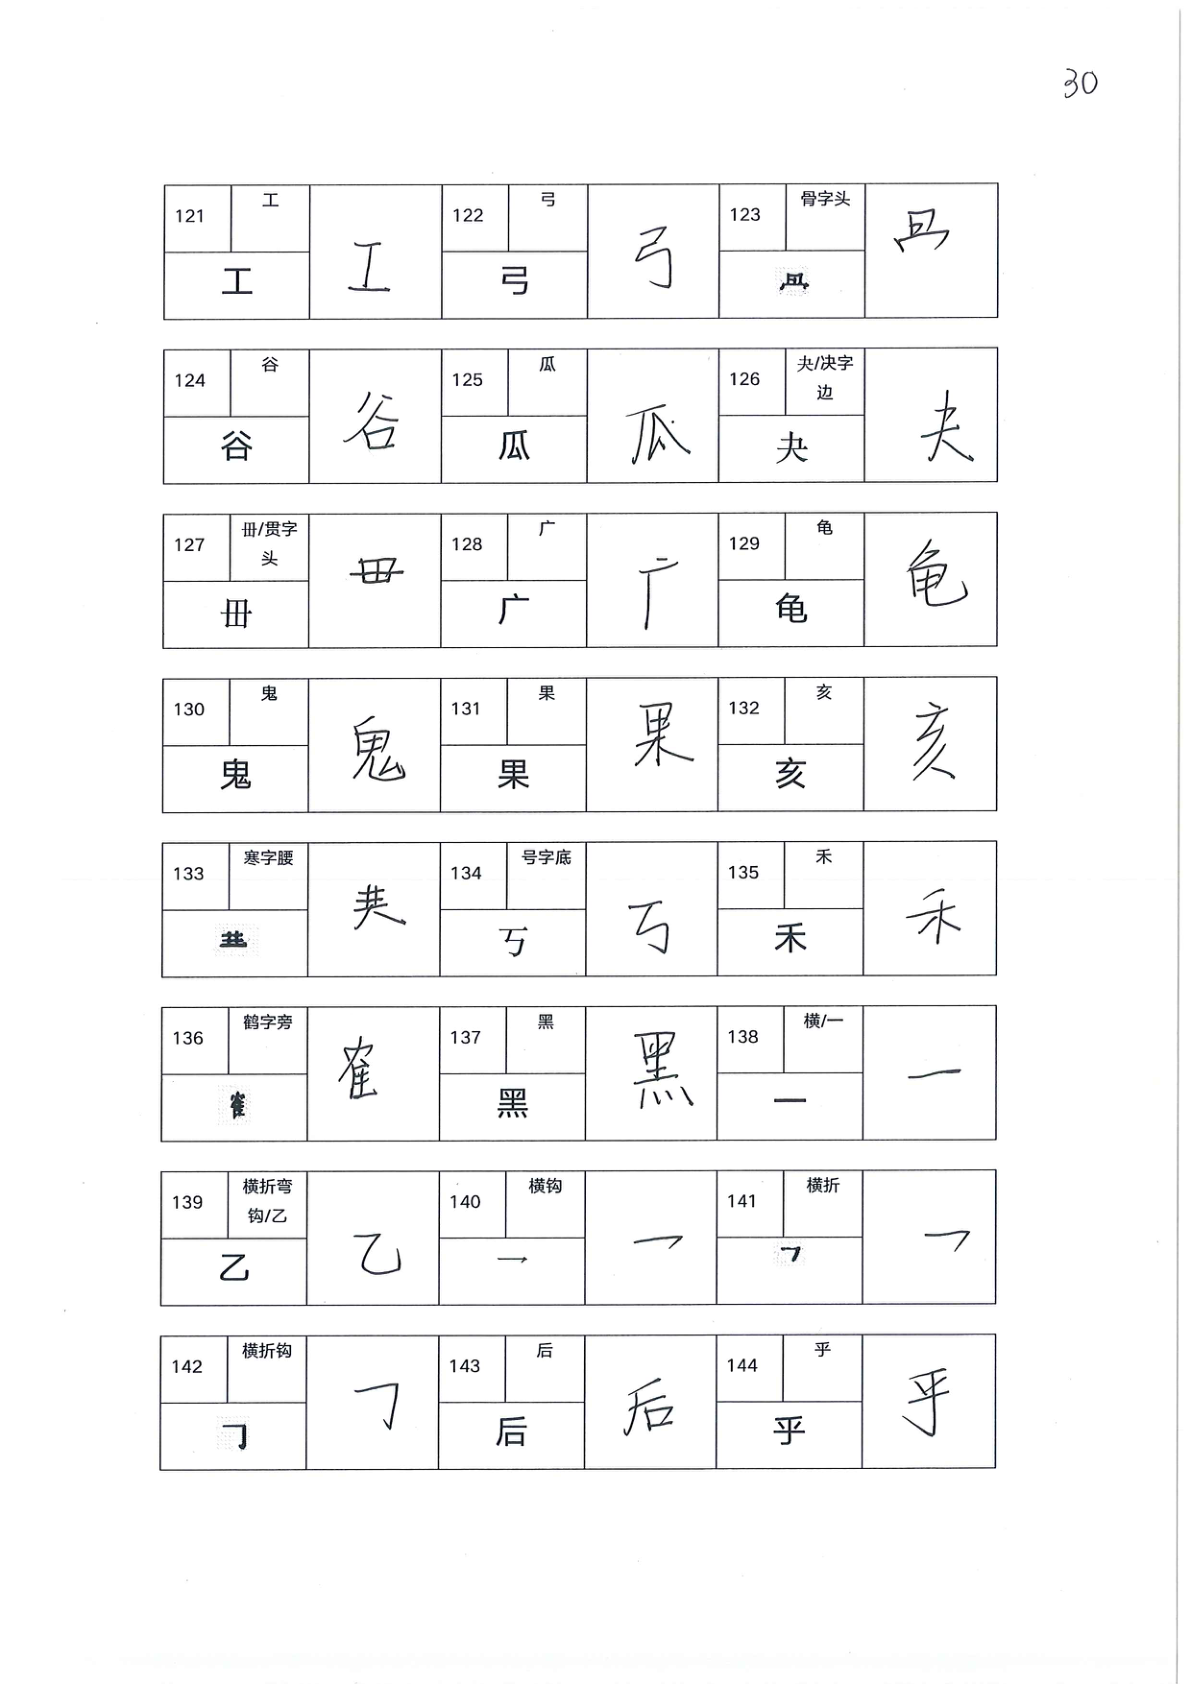 30
121 工 工 122 弓 弓 123 骨字头
工 弓
124 谷 谷 125 瓜 瓜 126 夬/决字边 夬
谷 瓜 夬
127 毌/贯字头 毌 128 广 广 129 龟 龟
毌 广 龟
130 鬼 鬼 131 果 果 132 亥 亥
鬼 果 亥
133 寒字腰 134 号字底 丂 135 禾 禾
丂 禾
136 鹤字旁 隺 137 黑 黑 138 横/一 一
隺 黑 一
139 横折弯钩/乙 乙 140 横钩 乛 141 横折 ㇕
乙 乛 ㇕
142 横折钩 ㇆ 143 后 后 144 乎 乎
㇆ 后 乎